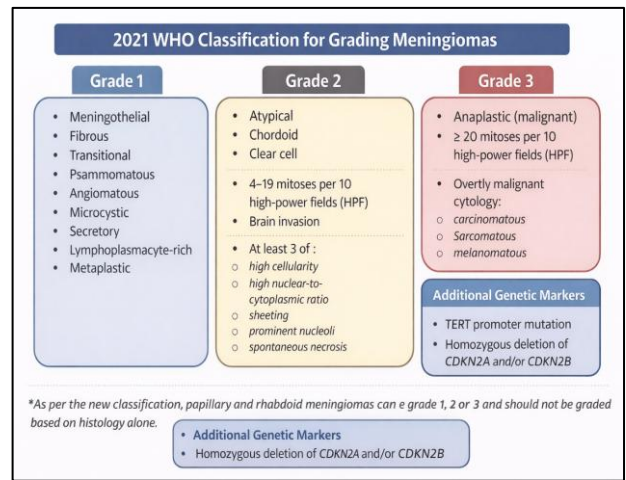 2021 WHO Classification for Grading Meningiomas
Grade 1
• Meningothelial
• Fibrous
• Transitional
• Psammomatous
• Angiomatous
• Microcystic
• Secretory
• Lymphoplasmacyte-rich
• Metaplastic
Grade 2
• Atypical
• Chordoid
• Clear cell
• 4–19 mitoses per 10
high-power fields (HPF)
• Brain invasion
• At least 3 of :
○ high cellularity
○ high nuclear-to-
cytoplasmic ratio
○ sheeting
○ prominent nucleoli
○ spontaneous necrosis
Grade 3
• Anaplastic (malignant)
• ≥ 20 mitoses per 10
high-power fields (HPF)
• Overtly malignant
cytology:
○ carcinomatous
○ Sarcomatous
○ melanomatous
Additional Genetic Markers
• TERT promoter mutation
• Homozygous deletion of
CDKN2A and/or CDKN2B
*As per the new classification, papillary and rhabdoid meningiomas can e grade 1, 2 or 3 and should not be graded
based on histology alone.
• Additional Genetic Markers
• Homozygous deletion of CDKN2A and/or CDKN2B